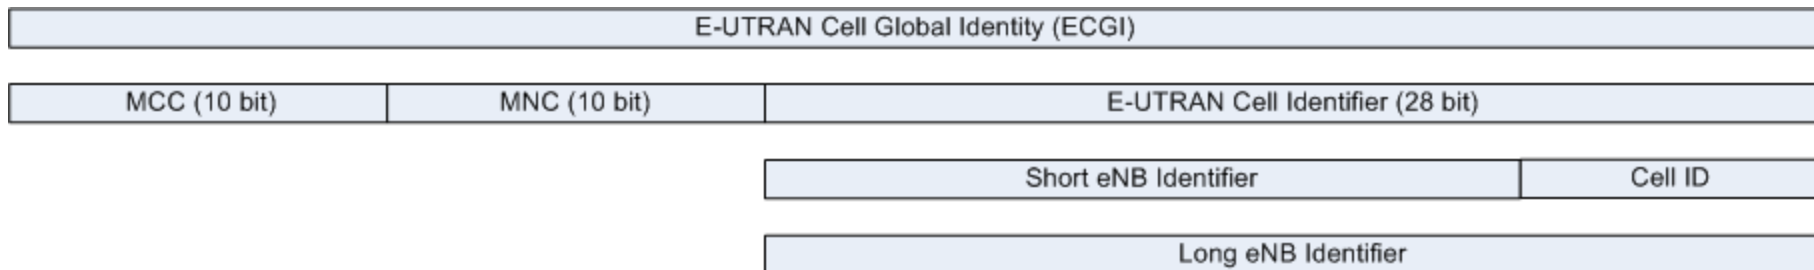 E-UTRAN Cell Global Identity (ECGI)
MCC (10 bit) MNC (10 bit) E-UTRAN Cell Identifier (28 bit)
Short eNB Identifier Cell ID
Long eNB Identifier